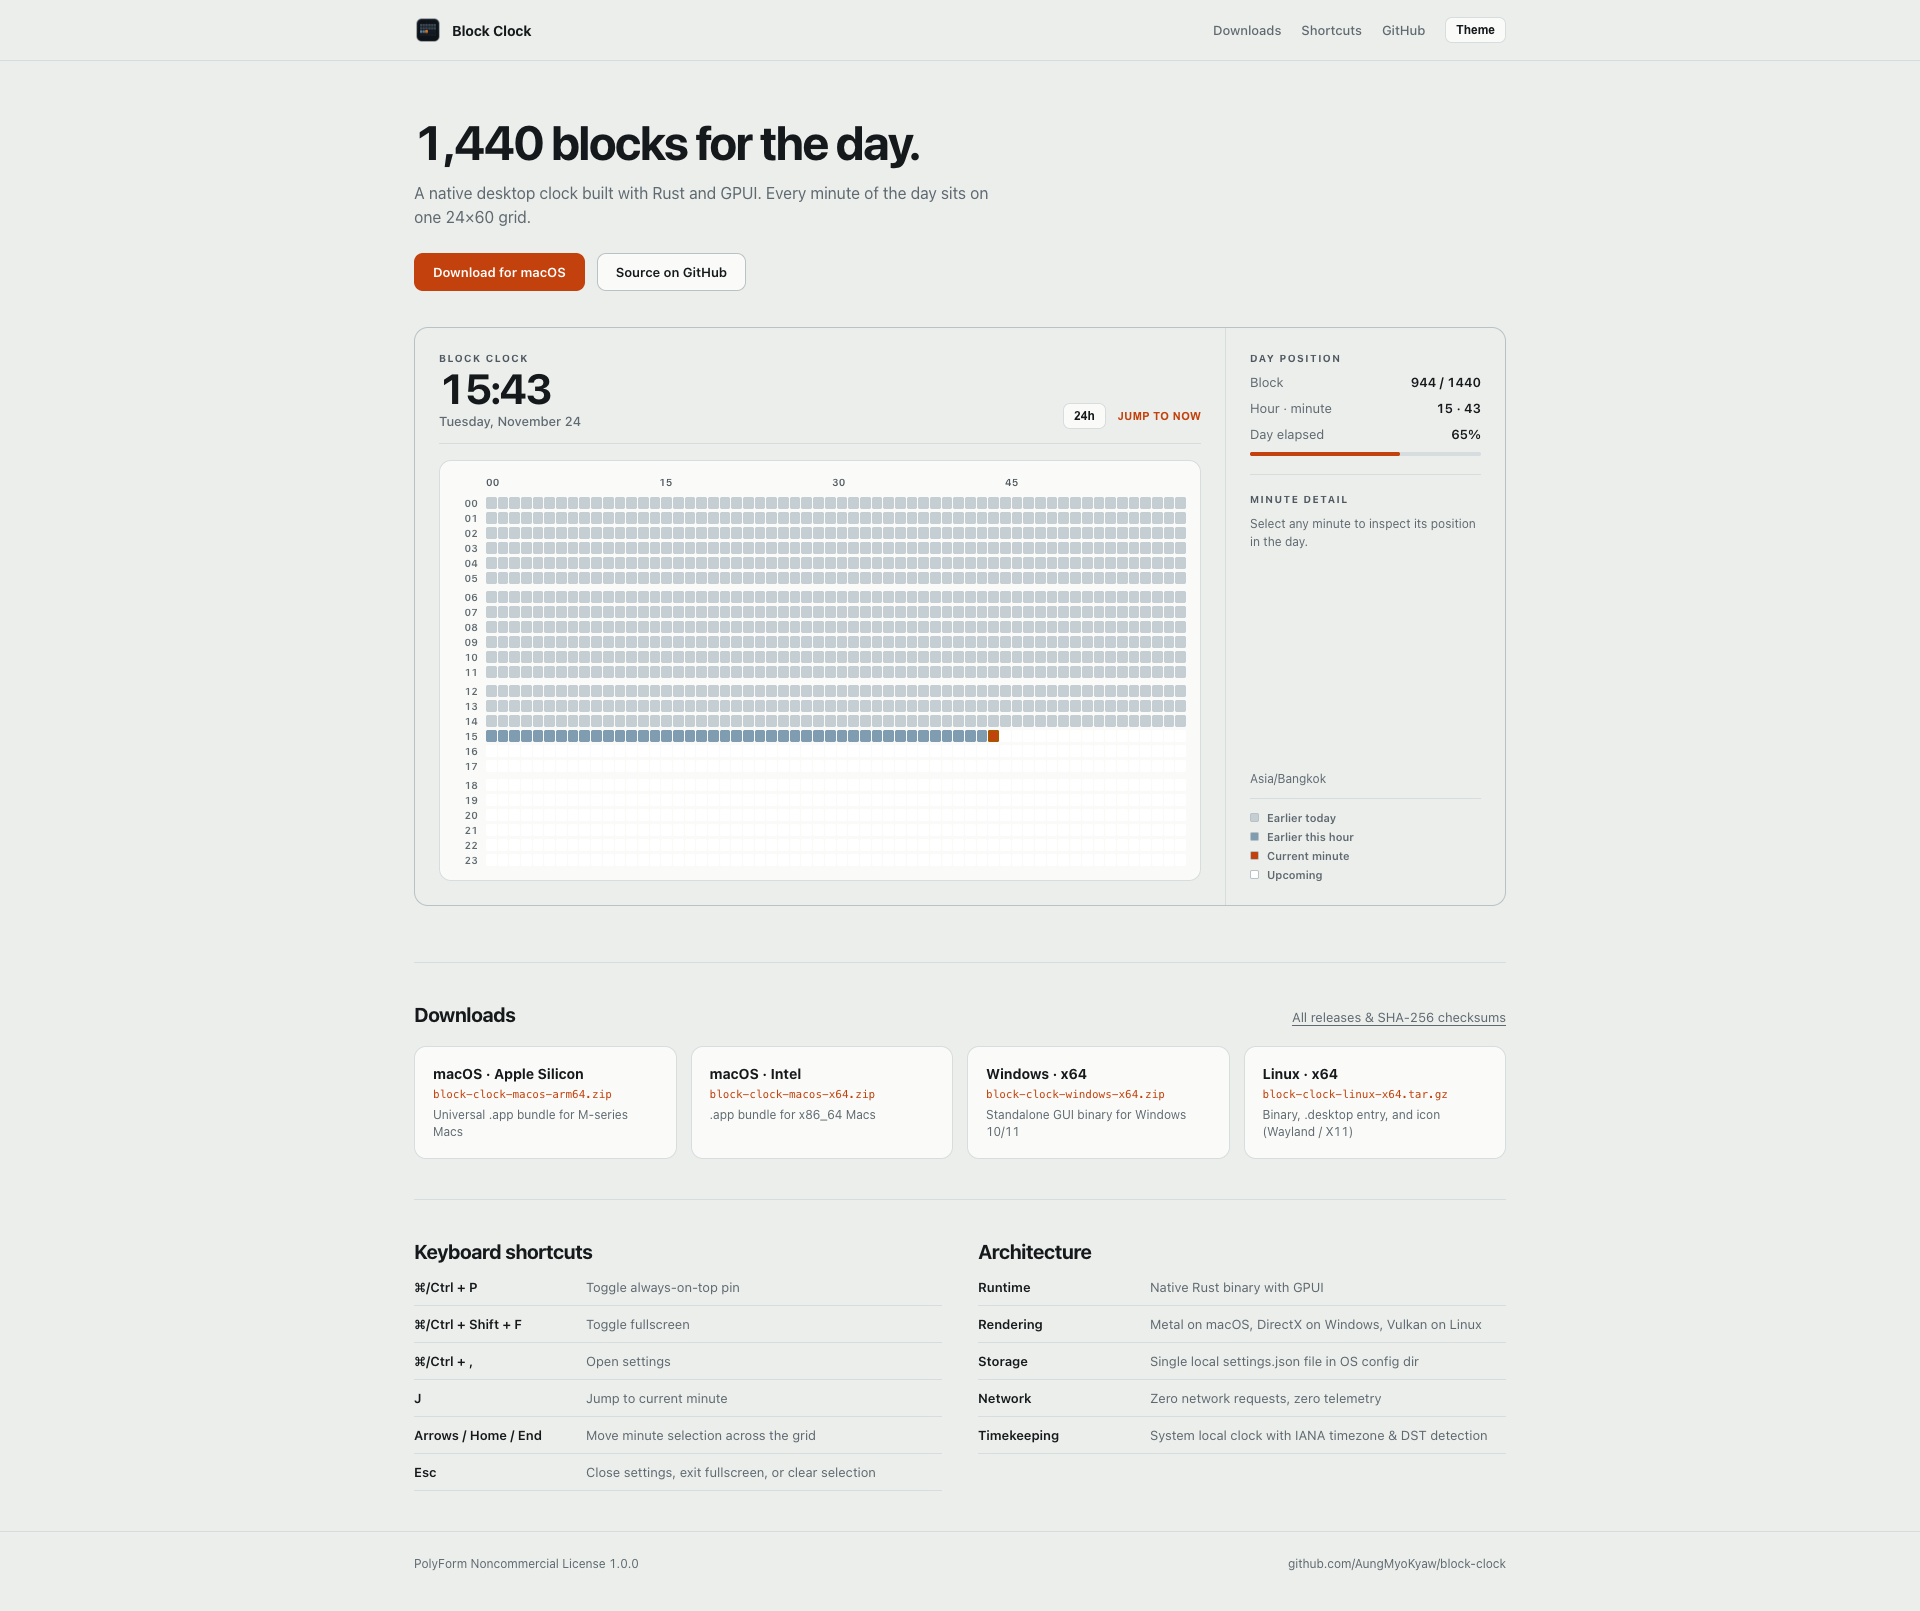 Block Clock
Downloads
Shortcuts
GitHub
Theme
1,440 blocks for the day.
A native desktop clock built with Rust and GPUI. Every minute of the day sits on
one 24×60 grid.
Download for macOS
Source on GitHub
BLOCK CLOCK
15:43
Tuesday, November 24
24h
JUMP TO NOW
00 15 30 45
00
01
02
03
04
05
06
07
08
09
10
11
12
13
14
15
16
17
18
19
20
21
22
23
DAY POSITION
Block 944 / 1440
Hour · minute 15 · 43
Day elapsed 65%
MINUTE DETAIL
Select any minute to inspect its position
in the day.
Asia/Bangkok
Earlier today
Earlier this hour
Current minute
Upcoming
Downloads
All releases & SHA-256 checksums
macOS · Apple Silicon
block-clock-macos-arm64.zip
Universal .app bundle for M-series
Macs
macOS · Intel
block-clock-macos-x64.zip
.app bundle for x86_64 Macs
Windows · x64
block-clock-windows-x64.zip
Standalone GUI binary for Windows
10/11
Linux · x64
block-clock-linux-x64.tar.gz
Binary, .desktop entry, and icon
(Wayland / X11)
Keyboard shortcuts
⌘/Ctrl + P Toggle always-on-top pin
⌘/Ctrl + Shift + F Toggle fullscreen
⌘/Ctrl + , Open settings
J Jump to current minute
Arrows / Home / End Move minute selection across the grid
Esc Close settings, exit fullscreen, or clear selection
Architecture
Runtime Native Rust binary with GPUI
Rendering Metal on macOS, DirectX on Windows, Vulkan on Linux
Storage Single local settings.json file in OS config dir
Network Zero network requests, zero telemetry
Timekeeping System local clock with IANA timezone & DST detection
PolyForm Noncommercial License 1.0.0
github.com/AungMyoKyaw/block-clock